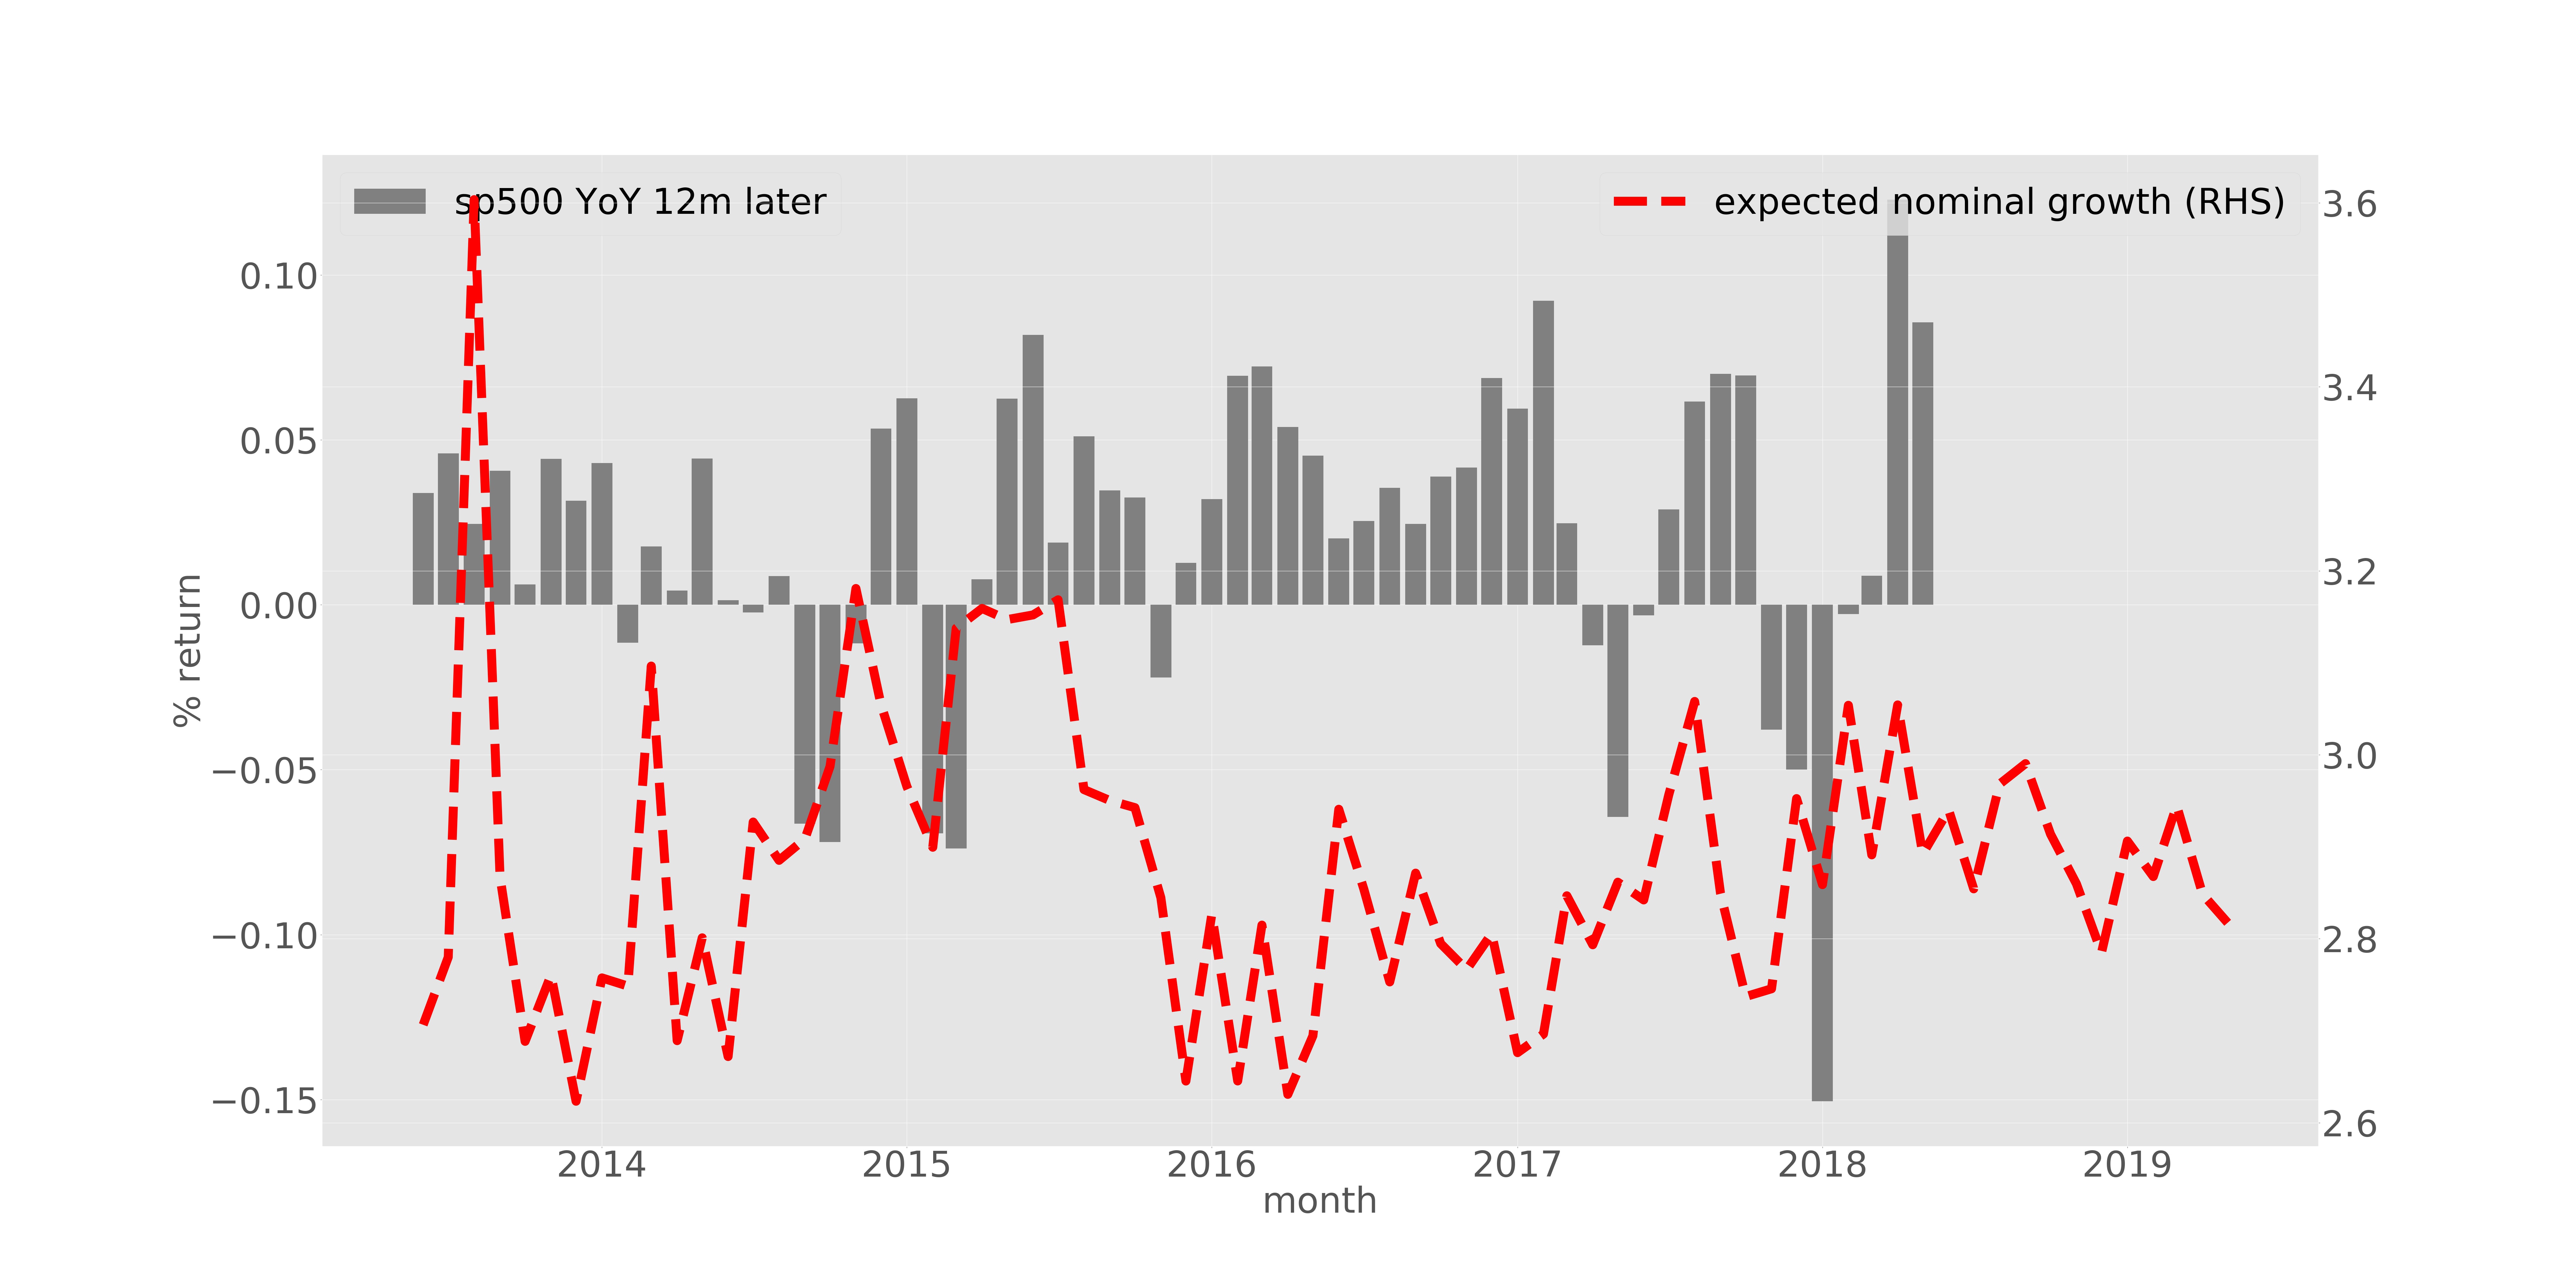 sp500 YoY 12m later
expected nominal growth (RHS)
3.6
0.10
3.4
0.05
3.2
0.00
% return
3.0
−0.05
2.8
−0.10
−0.15
2.6
2014 2015 2016 2017 2018 2019
month